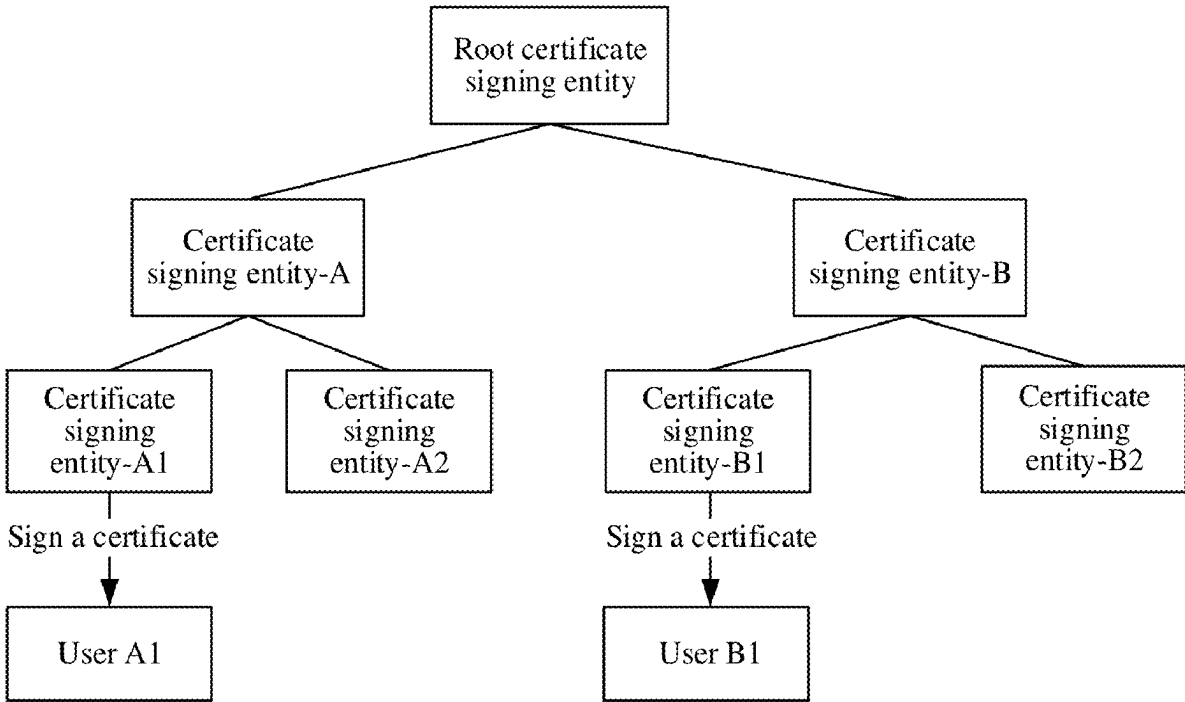 Root certificate
signing entity
Certificate
signing entity-A
Certificate
signing entity-B
Certificate
signing
entity-A1
Certificate
signing
entity-A2
Certificate
signing
entity-B1
Certificate
signing
entity-B2
Sign a certificate
Sign a certificate
User A1
User B1